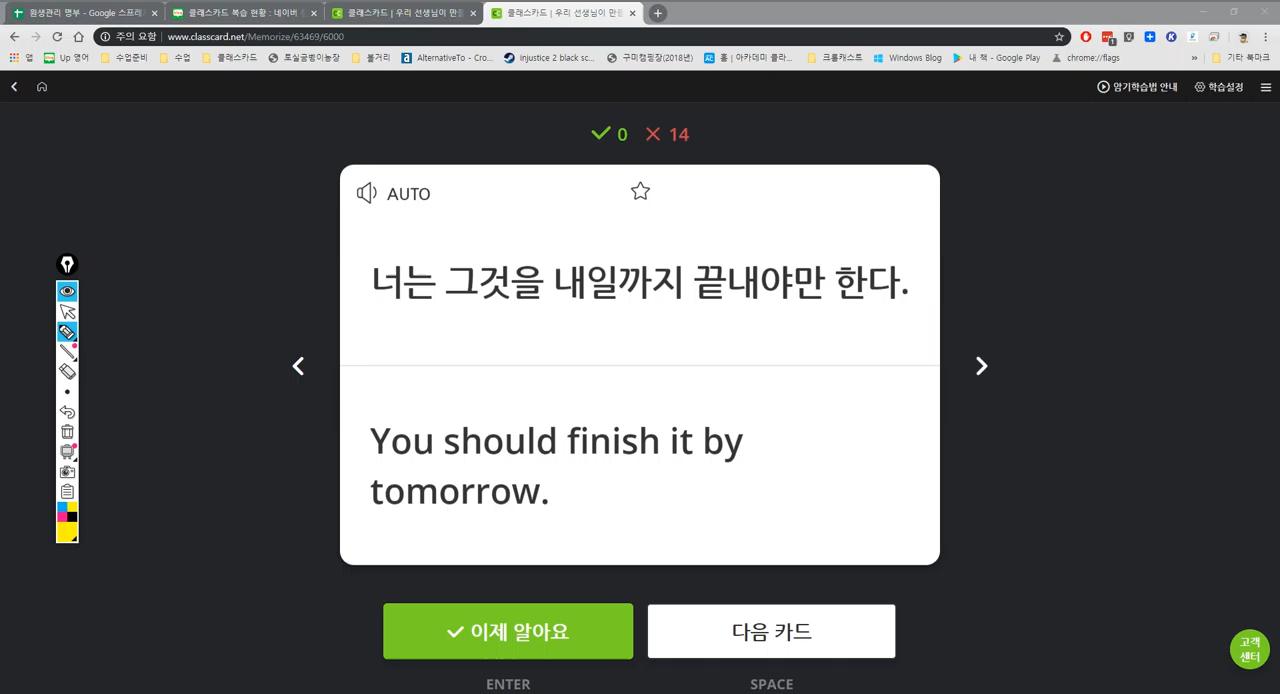 원생관리 명부 - Google 스프레
클래스카드 복습 현황 : 네이버
클래스카드 | 우리 선생님이 만든
클래스카드 | 우리 선생님이 만든
주의 요함 | www.classcard.net/Memorize/63469/6000
앱 Up 영어 수업준비 수업 클래스카드 토실공뱅이농장 볼거리 AlternativeTo - Cro... Injustice 2 black sc... 구미캠핑장(2018년) 홈 | 아카데미 클라... 크롬캐스트 Windows Blog 내 책 - Google Play chrome://flags » 기타 북마크
암기학습법 안내 학습설정
0 14
AUTO
너는 그것을 내일까지 끝내야만 한다.
You should finish it by
tomorrow.
이제 알아요 다음 카드
고객
센터
ENTER SPACE